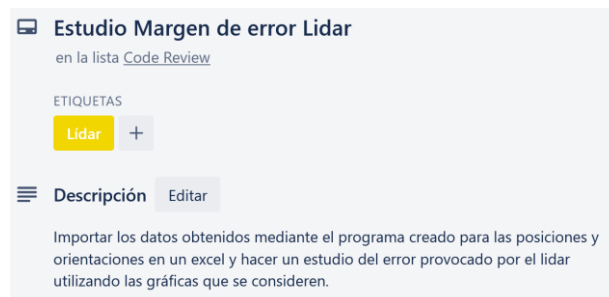 Estudio Margen de error Lidar
en la lista Code Review
ETIQUETAS
Lidar +
Descripción Editar
Importar los datos obtenidos mediante el programa creado para las posiciones y
orientaciones en un excel y hacer un estudio del error provocado por el lidar
utilizando las gráficas que se consideren.